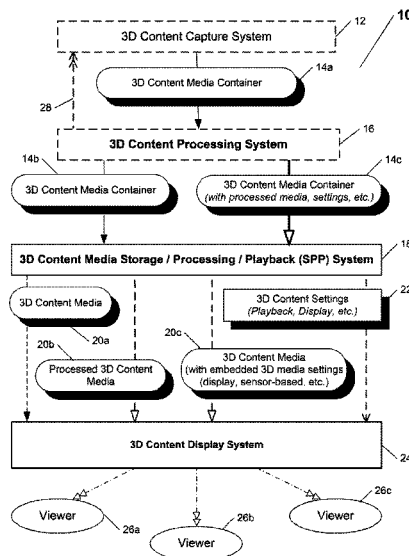 10
3D Content Capture System
12
3D Content Media Container
14a
28
3D Content Processing System
16
14b
14c
3D Content Media Container
3D Content Media Container
(with processed media, settings, etc.)
3D Content Media Storage / Processing / Playback (SPP) System
18
3D Content Media
20a
3D Content Settings
(Playback, Display, etc.)
22
20b
20c
Processed 3D Content
Media
3D Content Media
(with embedded 3D media settings
(display, sensor-based, etc.)
3D Content Display System
24
Viewer
26a
Viewer
26b
Viewer
26c